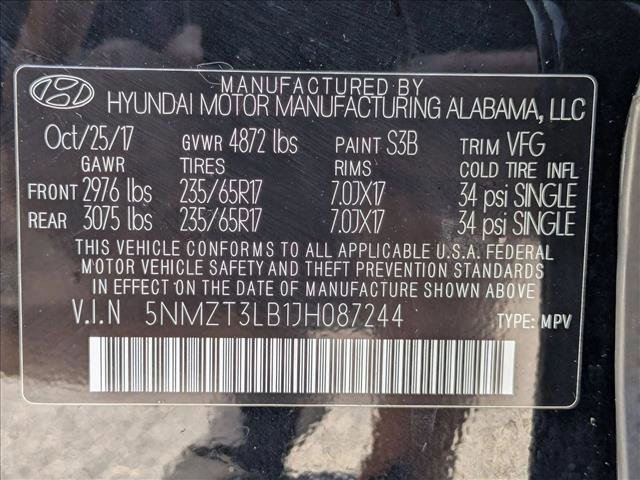 MANUFACTURED BY
HYUNDAI MOTOR MANUFACTURING ALABAMA, LLC
Oct/25/17 GVWR 4872 lbs PAINT S3B TRIM VFG
GAWR TIRES RIMS COLD TIRE INFL
FRONT 2976 lbs 235/65R17 7.0JX17 34 psi SINGLE
REAR 3075 lbs 235/65R17 7.0JX17 34 psi SINGLE
THIS VEHICLE CONFORMS TO ALL APPLICABLE U.S.A. FEDERAL
MOTOR VEHICLE SAFETY AND THEFT PREVENTION STANDARDS
IN EFFECT ON THE DATE OF MANUFACTURE SHOWN ABOVE.
V.I.N 5NMZT3LB1JH087244 TYPE: MPV